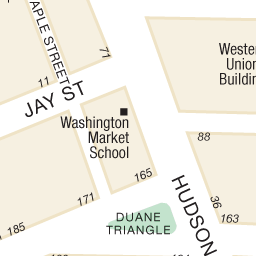 APLE STREET
71
Wester
Union
Building
11
JAY ST
Washington
Market
School
88
165
171
HUDSON
36
163
DUANE
TRIANGLE
185